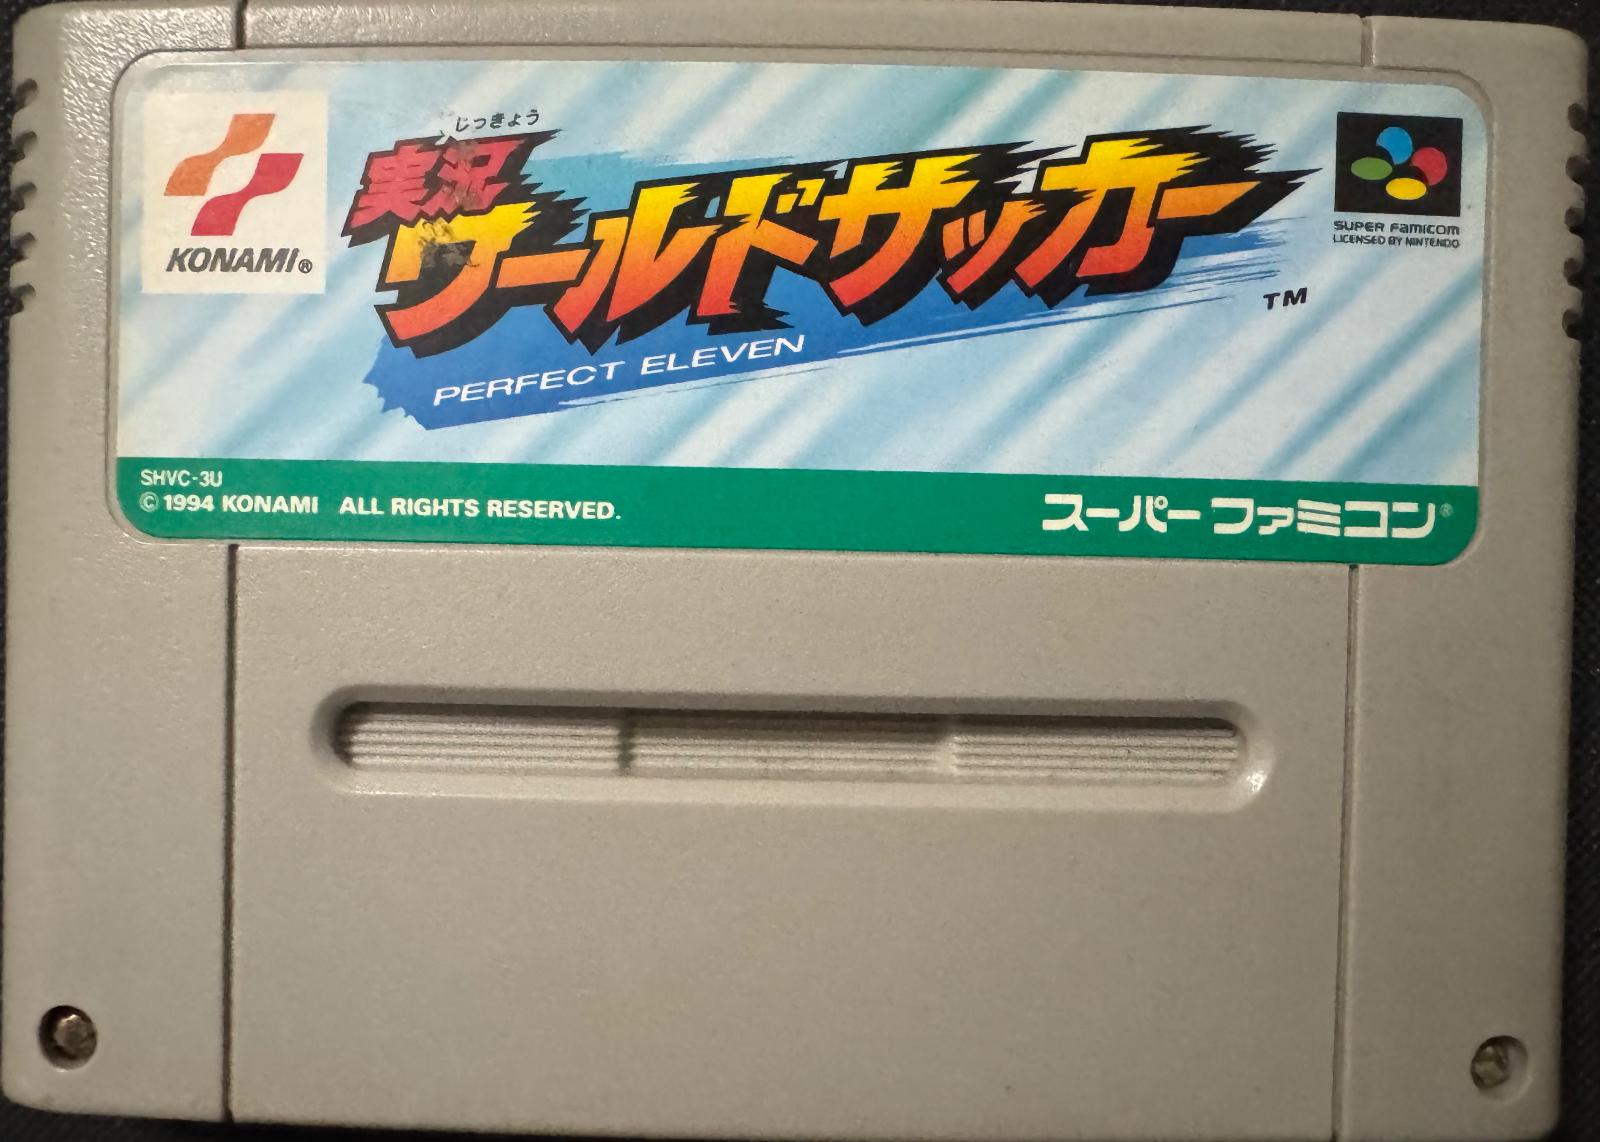 じっきょう
実況
ワールドサッカー
TM
PERFECT ELEVEN
KONAMI®
SUPER FAMICOM
LICENSED BY NINTENDO
SHVC-3U
© 1994 KONAMI ALL RIGHTS RESERVED.
スーパーファミコン®